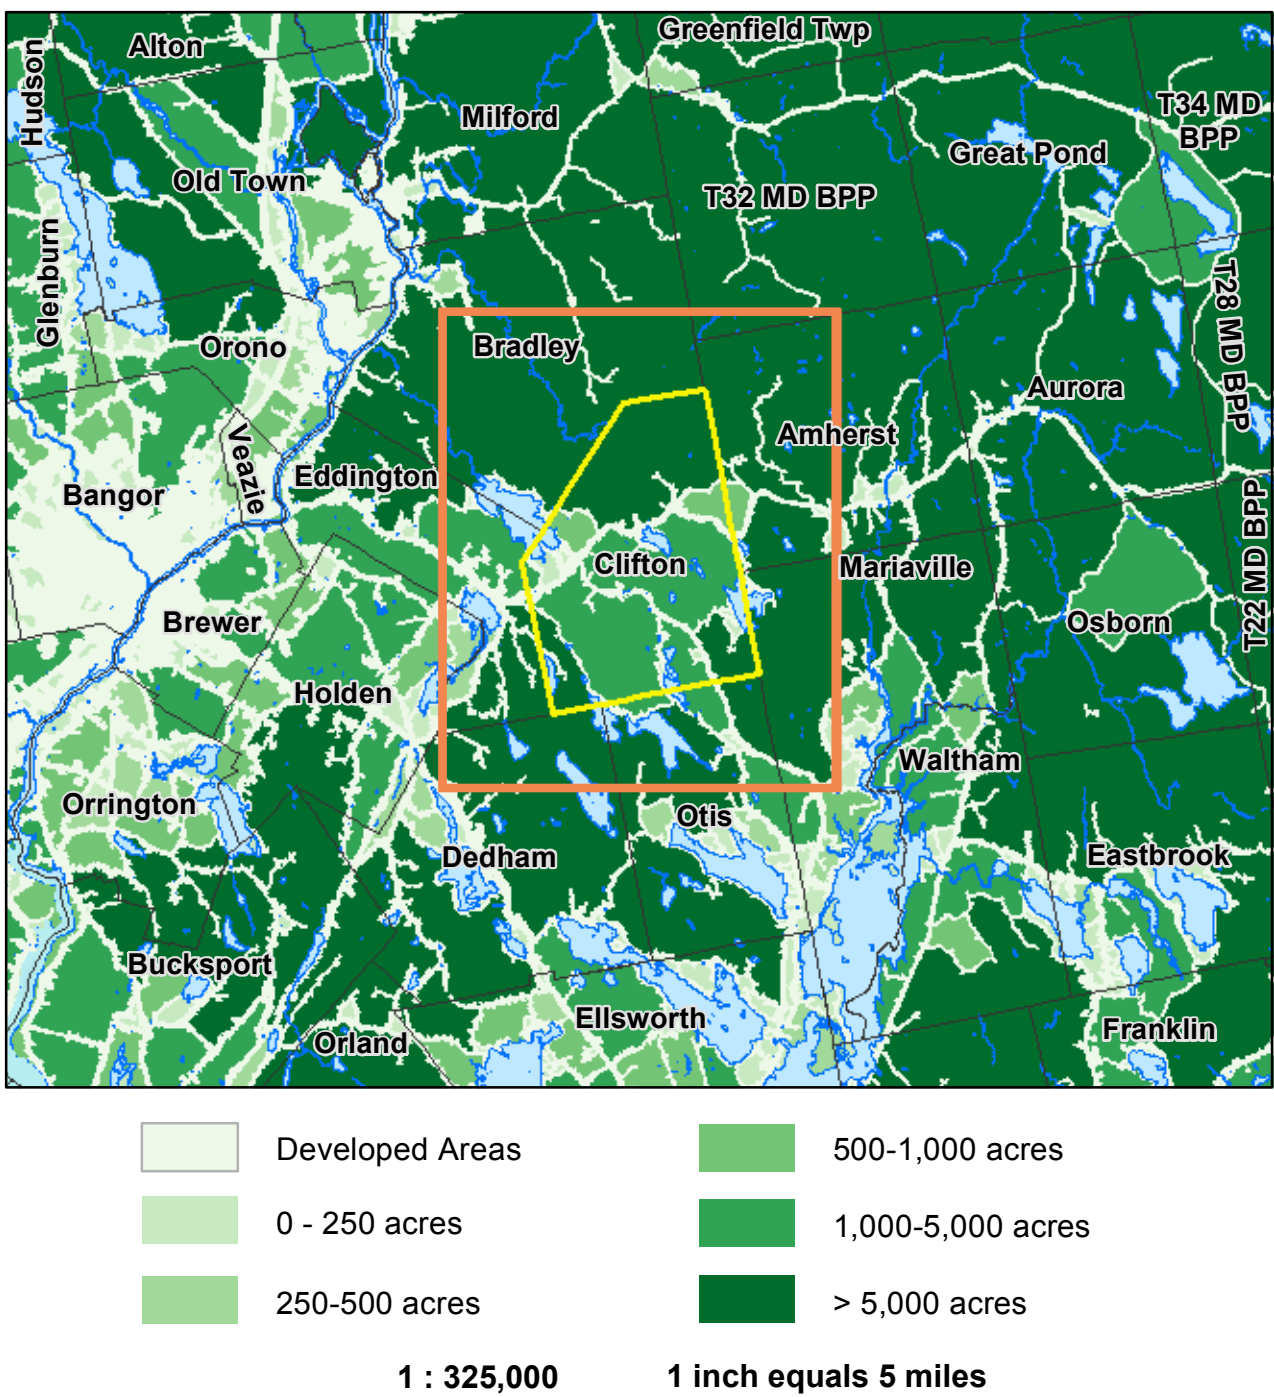 Greenfield Twp
Alton
Hudson
T34 MD
BPP
Milford
Great Pond
Old Town
T32 MD BPP
Glenburn
T28 MD BPP
Orono
Bradley
Aurora
Amherst
Veazie
Eddington
Bangor
T22 MD BPP
Clifton
Mariaville
Brewer
Osborn
Holden
Waltham
Orrington
Otis
Dedham
Eastbrook
Bucksport
Ellsworth
Orland
Franklin
Developed Areas
0 - 250 acres
250-500 acres
500-1,000 acres
1,000-5,000 acres
> 5,000 acres
1 : 325,000
1 inch equals 5 miles